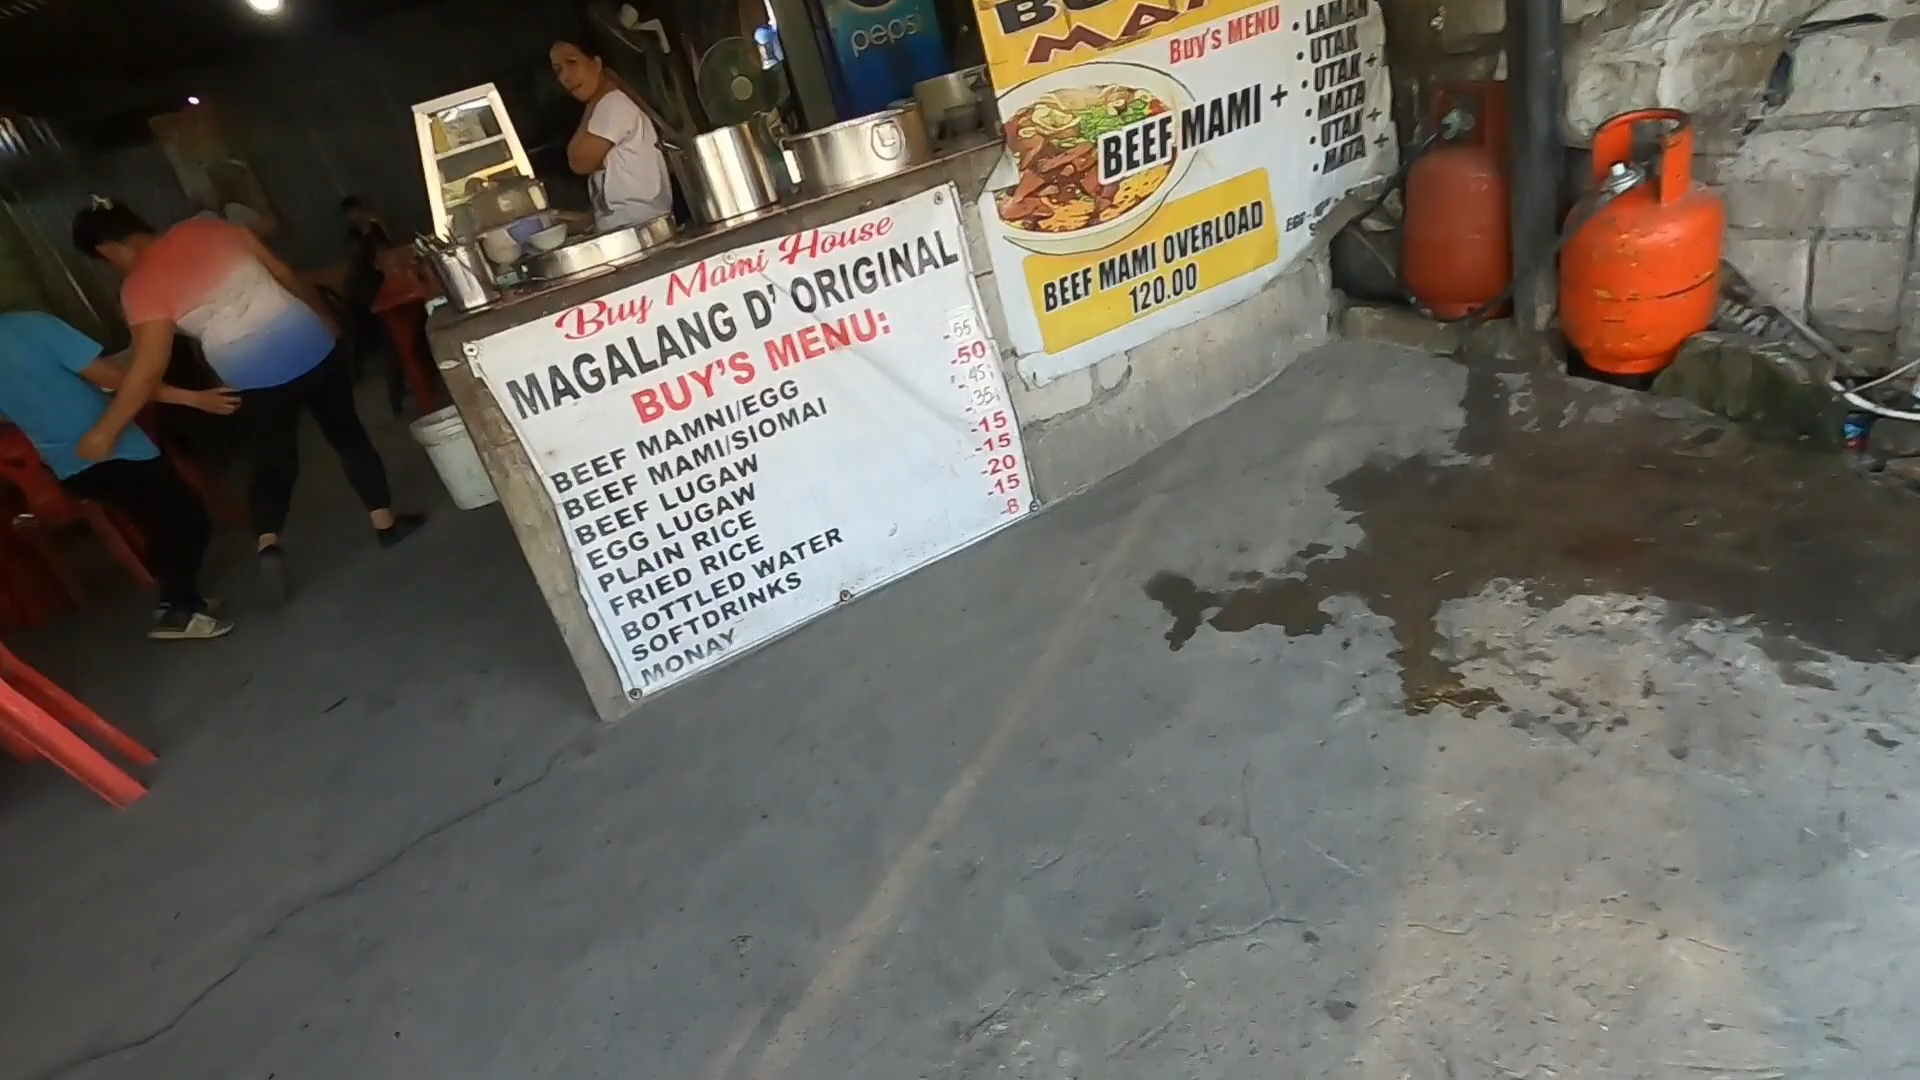 pepsi
Buy Mami House
MAGALANG D' ORIGINAL
BUY'S MENU:
BEEF MAMNI/EGG -55
BEEF MAMI/SIOMAI -50
BEEF LUGAW -45
EGG LUGAW -35
PLAIN RICE -15
FRIED RICE -15
BOTTLED WATER -20
SOFTDRINKS -15
MONAY -8
Buy's MENU
BEEF MAMI +
• LAMAN
• UTAK
• UTAK +
• MATA
• UTAK +
• MATA +
BEEF MAMI OVERLOAD
120.00